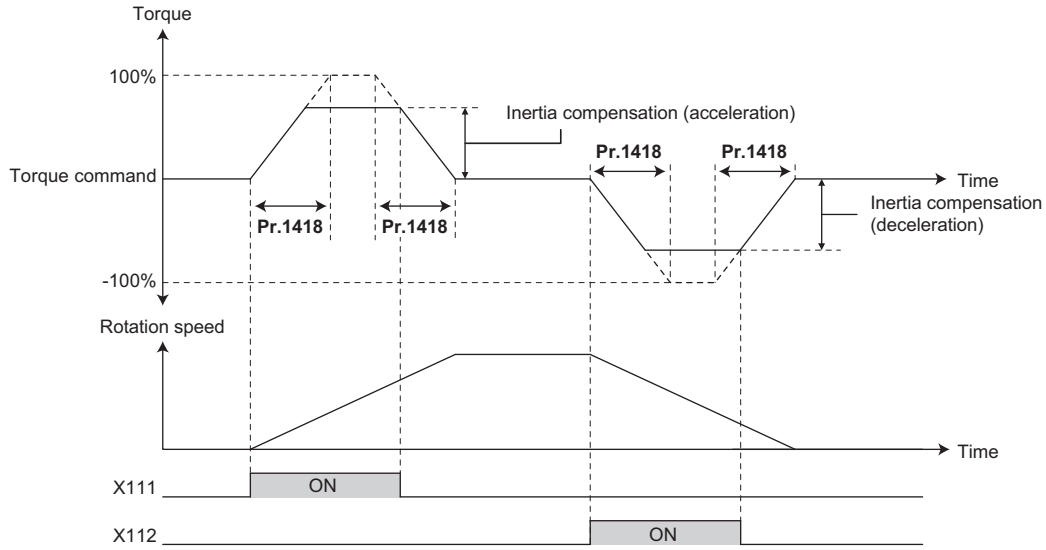 Torque
100%
Inertia compensation (acceleration)
Pr.1418
Pr.1418
Torque command
Time
Pr.1418
Pr.1418
Inertia compensation
(deceleration)
-100%
Rotation speed
Time
X111
ON
X112
ON